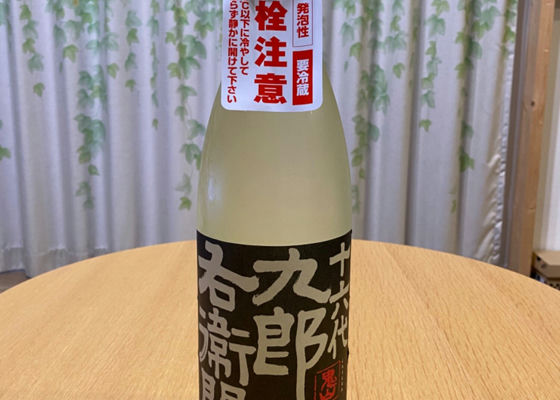 発泡性
要冷蔵
栓注意
℃以下に冷やして
らず静かに開けて下さい
十六代
九郎
右衛門